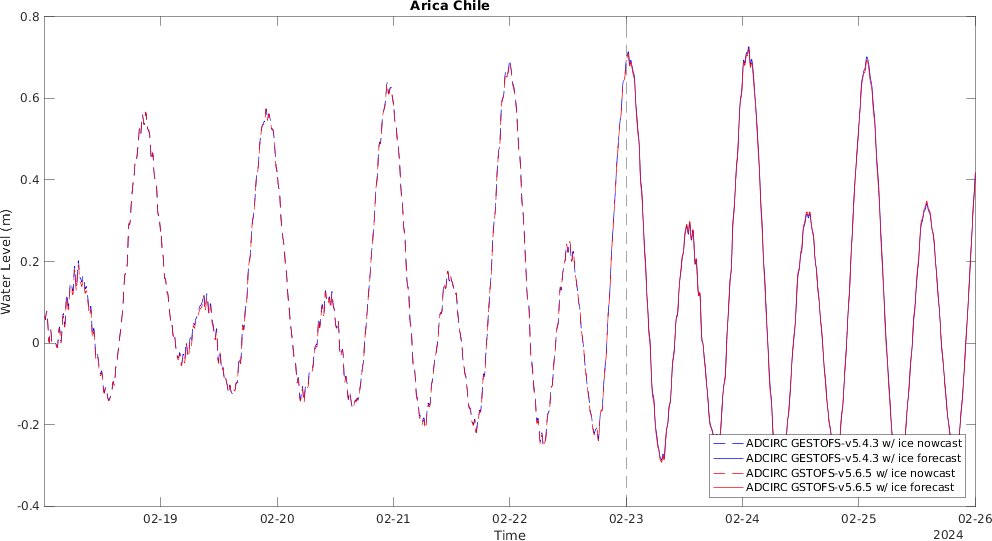 Arica Chile
0.8
0.6
0.4
0.2
0
-0.2
-0.4
Water Level (m)
02-19
02-20
02-21
02-22
02-23
02-24
02-25
02-26
Time
2024
ADCIRC GESTOFS-v5.4.3 w/ ice nowcast
ADCIRC GESTOFS-v5.4.3 w/ ice forecast
ADCIRC GSTOFS-v5.6.5 w/ ice nowcast
ADCIRC GSTOFS-v5.6.5 w/ ice forecast